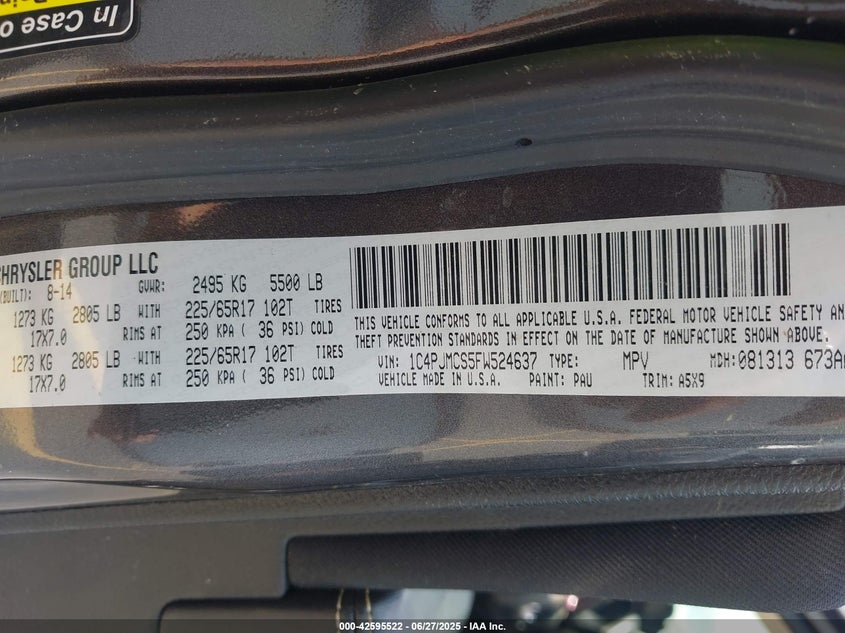 In Case o
CHRYSLER GROUP LLC
(BUILT): 8-14 GVWR: 2495 KG 5500 LB
1273 KG 2805 LB WITH 225/65R17 102T TIRES
17X7.0 RIMS AT 250 KPA ( 36 PSI) COLD
1273 KG 2805 LB WITH 225/65R17 102T TIRES
17X7.0 RIMS AT 250 KPA ( 36 PSI) COLD
THIS VEHICLE CONFORMS TO ALL APPLICABLE U.S.A. FEDERAL MOTOR VEHICLE SAFETY AN
THEFT PREVENTION STANDARDS IN EFFECT ON THE DATE OF MANUFACTURE SHOWN ABOVE.
VIN: 1C4PJMCS5FW524637 TYPE: MPV MDH: 081313 673A
VEHICLE MADE IN U.S.A. PAINT: PAU TRIM: A5X9
000-42595522 - 06/27/2025 - IAA Inc.